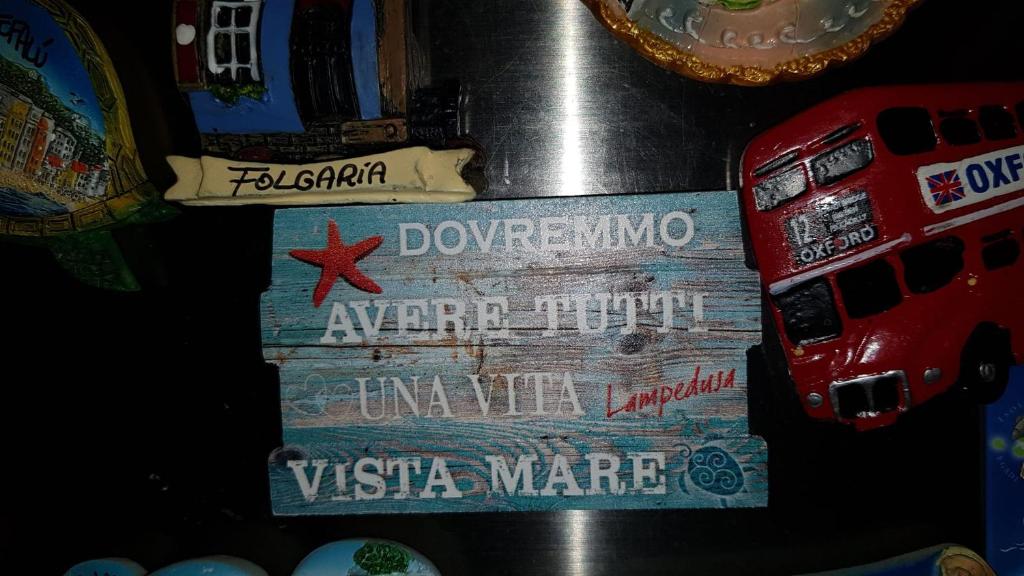 FOLGARIA
DOVREMMO
AVERE TUTTI
UNA VITA Lampedusa
VISTA MARE
OXF
12
OXFORD